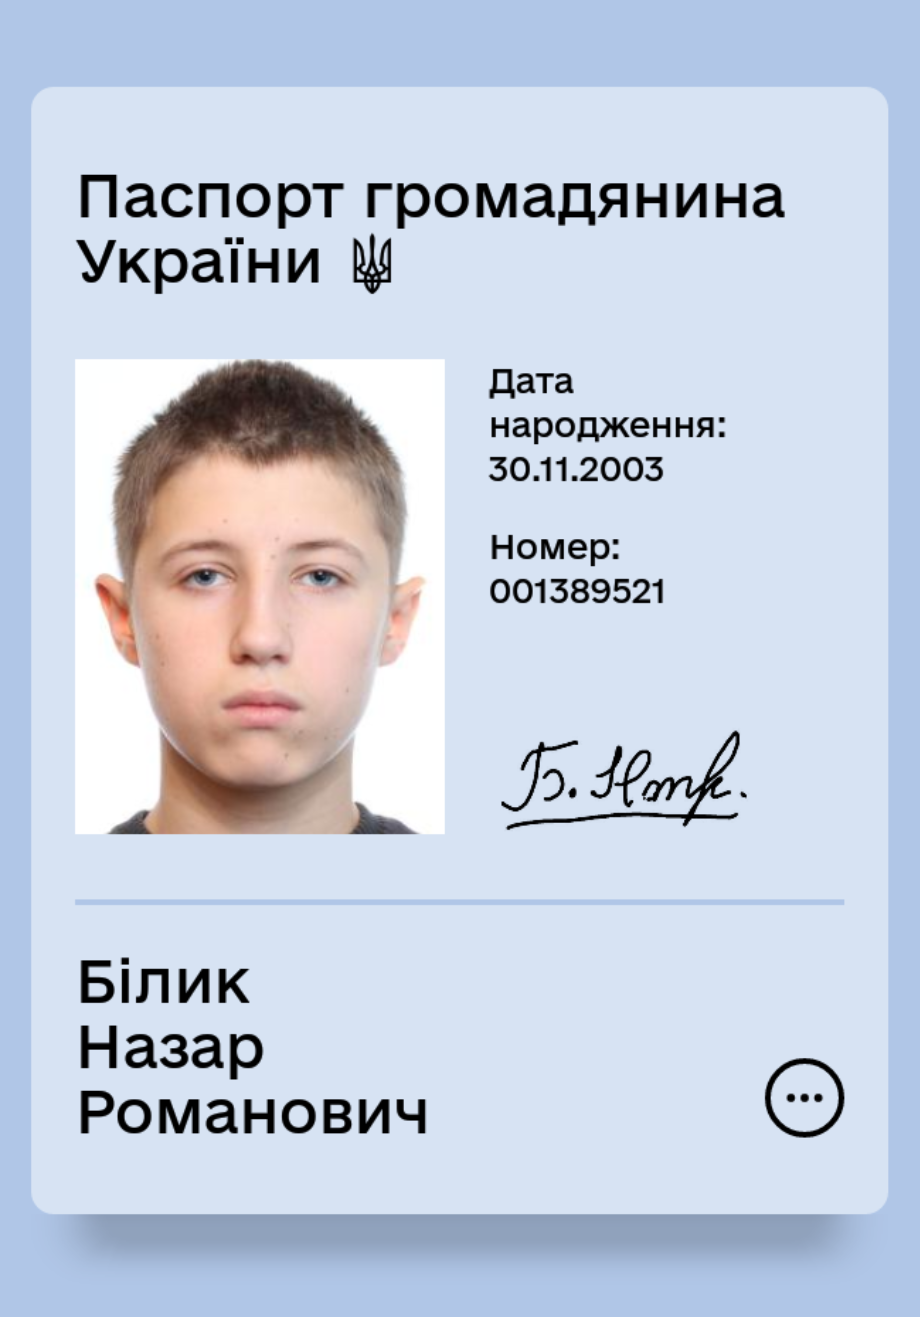 Паспорт громадянина
України
Дата
народження:
30.11.2003
Номер:
001389521
Білик
Назар
Романович